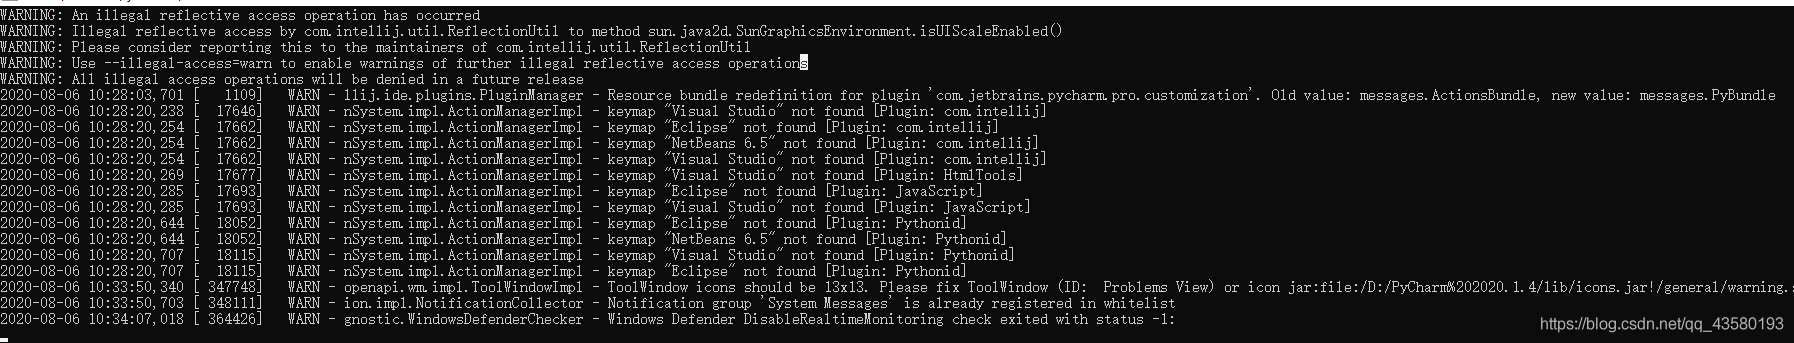 WARNING: An illegal reflective access operation has occurred
WARNING: Illegal reflective access by com.intellij.util.ReflectionUtil to method sun.java2d.SunGraphicsEnvironment.isUIScaleEnabled()
WARNING: Please consider reporting this to the maintainers of com.intellij.util.ReflectionUtil
WARNING: Use --illegal-access=warn to enable warnings of further illegal reflective access operations
WARNING: All illegal access operations will be denied in a future release
2020-08-06 10:28:03,701 [   1109]   WARN - llij.ide.plugins.PluginManager - Resource bundle redefinition for plugin 'com.jetbrains.pycharm.pro.customization'. Old value: messages.ActionsBundle, new value: messages.PyBundle
2020-08-06 10:28:20,238 [  17646]   WARN - nSystem.impl.ActionManagerImpl - keymap "Visual Studio" not found [Plugin: com.intellij]
2020-08-06 10:28:20,254 [  17662]   WARN - nSystem.impl.ActionManagerImpl - keymap "Eclipse" not found [Plugin: com.intellij]
2020-08-06 10:28:20,254 [  17662]   WARN - nSystem.impl.ActionManagerImpl - keymap "NetBeans 6.5" not found [Plugin: com.intellij]
2020-08-06 10:28:20,254 [  17662]   WARN - nSystem.impl.ActionManagerImpl - keymap "Visual Studio" not found [Plugin: com.intellij]
2020-08-06 10:28:20,269 [  17677]   WARN - nSystem.impl.ActionManagerImpl - keymap "Visual Studio" not found [Plugin: HtmlTools]
2020-08-06 10:28:20,285 [  17693]   WARN - nSystem.impl.ActionManagerImpl - keymap "Eclipse" not found [Plugin: JavaScript]
2020-08-06 10:28:20,285 [  17693]   WARN - nSystem.impl.ActionManagerImpl - keymap "Visual Studio" not found [Plugin: JavaScript]
2020-08-06 10:28:20,644 [  18052]   WARN - nSystem.impl.ActionManagerImpl - keymap "Eclipse" not found [Plugin: Pythonid]
2020-08-06 10:28:20,644 [  18052]   WARN - nSystem.impl.ActionManagerImpl - keymap "NetBeans 6.5" not found [Plugin: Pythonid]
2020-08-06 10:28:20,707 [  18115]   WARN - nSystem.impl.ActionManagerImpl - keymap "Visual Studio" not found [Plugin: Pythonid]
2020-08-06 10:28:20,707 [  18115]   WARN - nSystem.impl.ActionManagerImpl - keymap "Eclipse" not found [Plugin: Pythonid]
2020-08-06 10:33:50,340 [ 347748]   WARN - openapi.wm.impl.ToolWindowImpl - ToolWindow icons should be 13x13. Please fix ToolWindow (ID:  Problems View) or icon jar:file:/D:/PyCharm%202020.1.4/lib/icons.jar!/general/warning.s
2020-08-06 10:33:50,703 [ 348111]   WARN - ion.impl.NotificationCollector - Notification group 'System Messages' is already registered in whitelist
2020-08-06 10:34:07,018 [ 364426]   WARN - gnostic.WindowsDefenderChecker - Windows Defender DisableRealtimeMonitoring check exited with status -1:
https://blog.csdn.net/qq_43580193